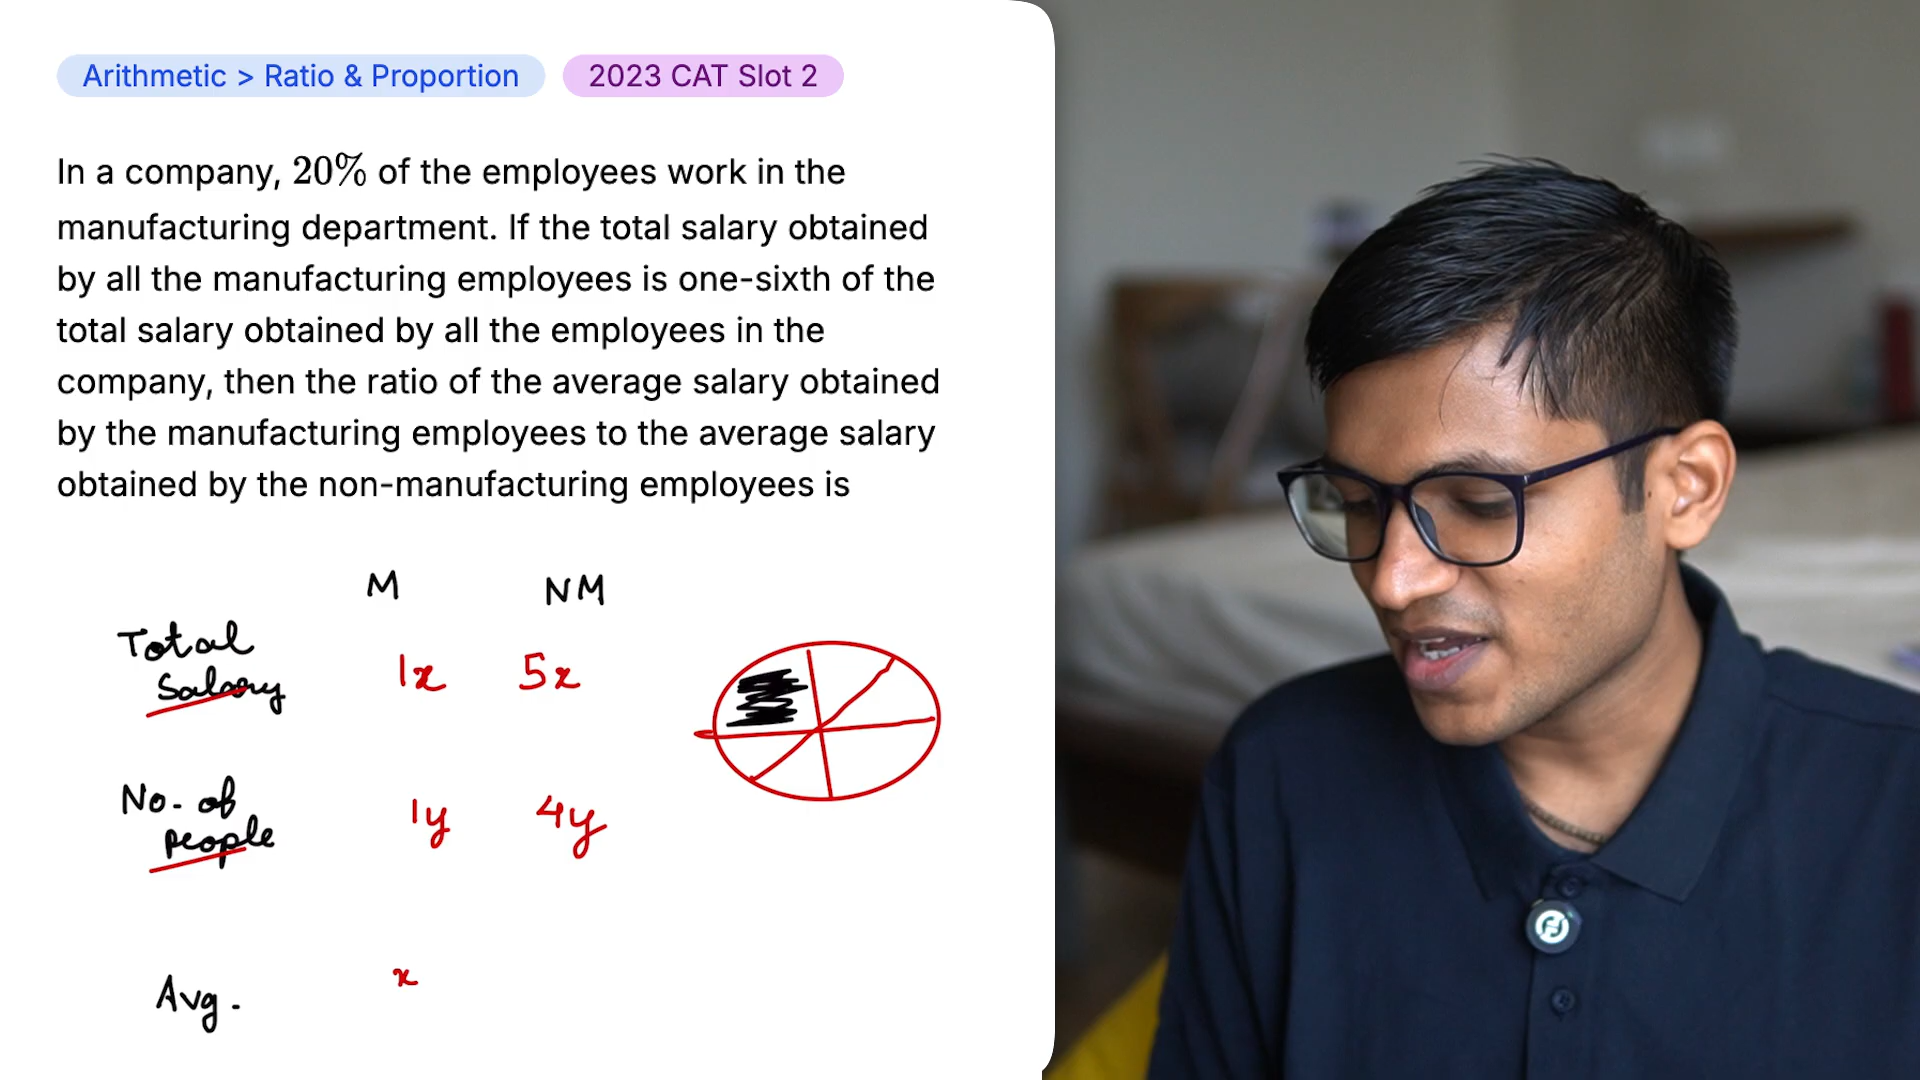 Arithmetic > Ratio & Proportion 2023 CAT Slot 2
In a company, 20% of the employees work in the
manufacturing department. If the total salary obtained
by all the manufacturing employees is one-sixth of the
total salary obtained by all the employees in the
company, then the ratio of the average salary obtained
by the manufacturing employees to the average salary
obtained by the non-manufacturing employees is
M NM
Total
Salary 1x 5x
No. of
People 1y 4y
Avg. x